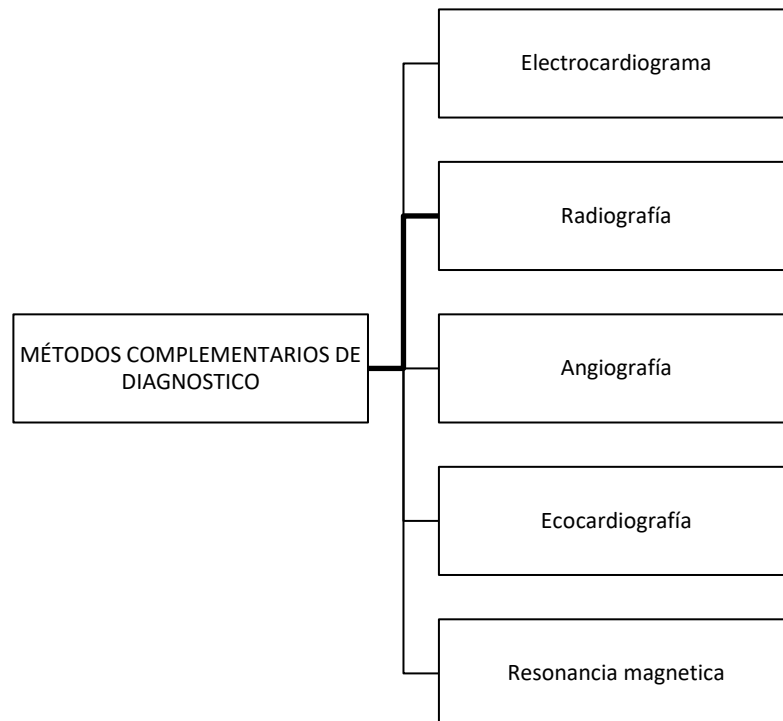 Electrocardiograma
Radiografía
MÉTODOS COMPLEMENTARIOS DE
DIAGNOSTICO
Angiografía
Ecocardiografía
Resonancia magnetica